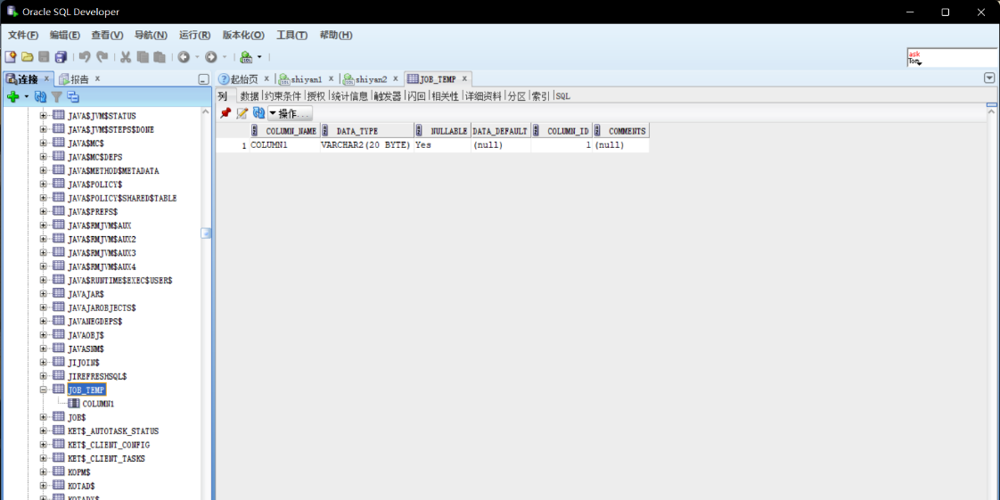 Oracle SQL Developer
文件(F) 编辑(E) 查看(V) 导航(N) 运行(R) 版本化(O) 工具(T) 帮助(H)
ask
Tom
连接 × 报告 ×
起始页 × shiyan1 × shiyan2 × JOB_TEMP ×
列 数据 约束条件 授权 统计信息 触发器 闪回 相关性 详细资料 分区 索引 SQL
操作...
COLUMN_NAME DATA_TYPE NULLABLE DATA_DEFAULT COLUMN_ID COMMENTS
1 COLUMN1 VARCHAR2(20 BYTE) Yes (null) 1 (null)
JAVA$JVM$STATUS
JAVA$JVM$STEPS$DONE
JAVA$MC$
JAVA$MC$DEPS
JAVA$METHOD$METADATA
JAVA$POLICY$
JAVA$POLICY$SHARED$TABLE
JAVA$PREFS$
JAVA$RMJVM$AUX
JAVA$RMJVM$AUX2
JAVA$RMJVM$AUX3
JAVA$RMJVM$AUX4
JAVA$RUNTIME$EXEC$USER$
JAVAJAR$
JAVAJAROBJECTS$
JAVANEGDEPS$
JAVAOBJ$
JAVASNM$
JIJOIN$
JIREFRESHSQL$
JOB_TEMP
COLUMN1
JOB$
KET$_AUTOTASK_STATUS
KET$_CLIENT_CONFIG
KET$_CLIENT_TASKS
KOPM$
KOTAD$
KOTADX$